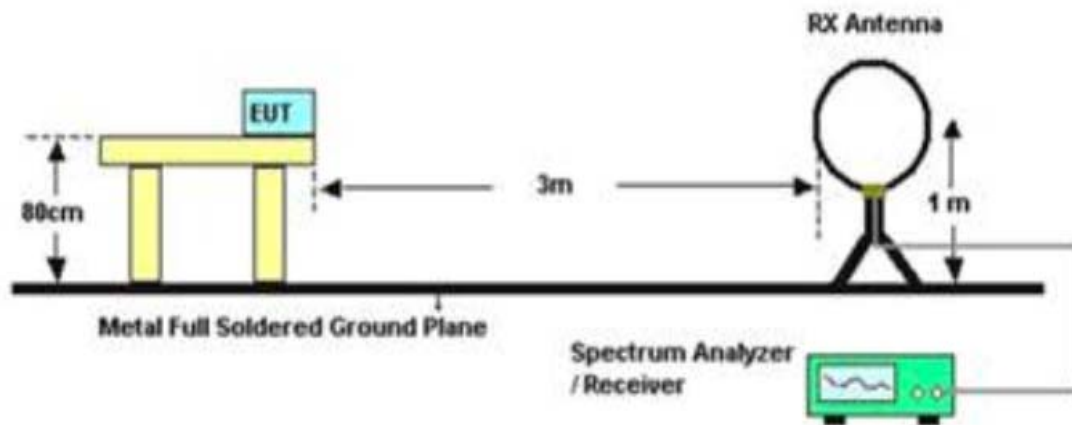 RX Antenna
EUT
80cm
3m
1 m
Metal Full Soldered Ground Plane
Spectrum Analyzer
/ Receiver